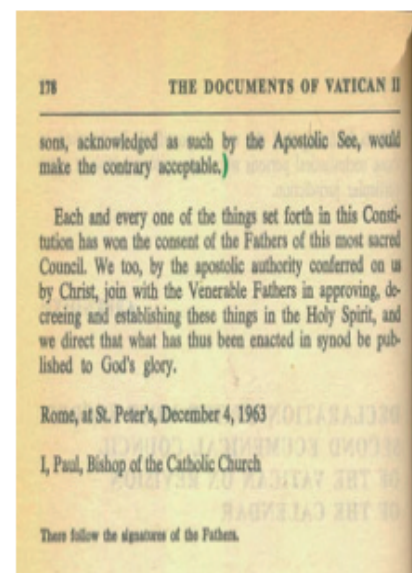 178 THE DOCUMENTS OF VATICAN II
sons, acknowledged as such by the Apostolic See, would
make the contrary acceptable.)
Each and every one of the things set forth in this Consti-
tution has won the consent of the Fathers of this most sacred
Council. We too, by the apostolic authority conferred on us
by Christ, join with the Venerable Fathers in approving, de-
creeing and establishing these things in the Holy Spirit, and
we direct that what has thus been enacted in synod be pub-
lished to God's glory.
Rome, at St. Peter's, December 4, 1963
I, Paul, Bishop of the Catholic Church
There follow the signatures of the Fathers.